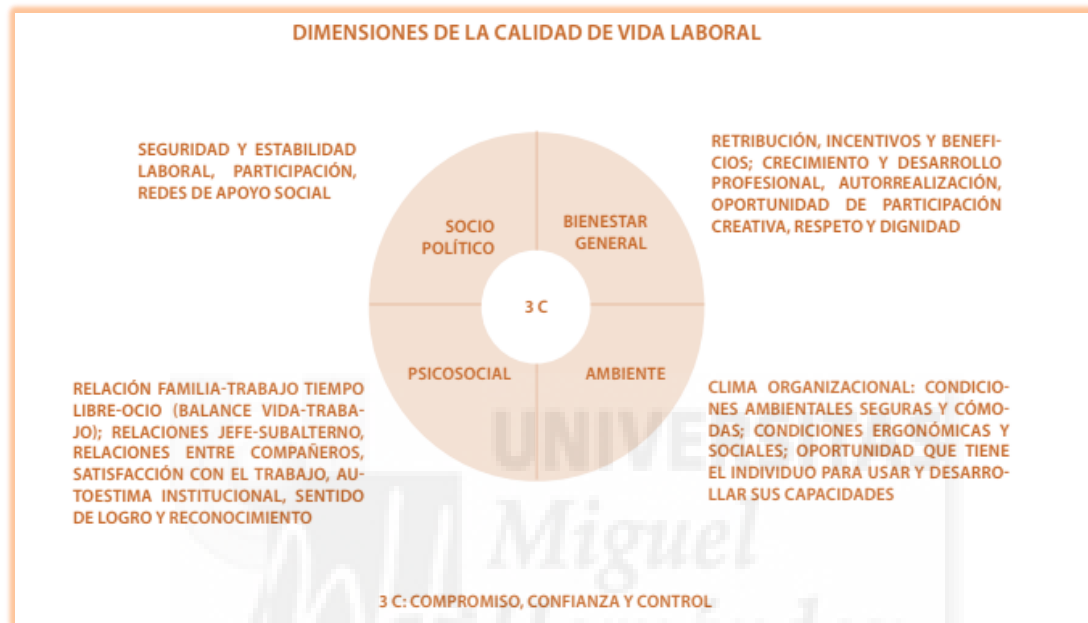 DIMENSIONES DE LA CALIDAD DE VIDA LABORAL
SEGURIDAD Y ESTABILIDAD
LABORAL, PARTICIPACIÓN,
REDES DE APOYO SOCIAL
RETRIBUCIÓN, INCENTIVOS Y BENEFI-
CIOS; CRECIMIENTO Y DESARROLLO
PROFESIONAL, AUTORREALIZACIÓN,
OPORTUNIDAD DE PARTICIPACIÓN
CREATIVA, RESPETO Y DIGNIDAD
SOCIO
POLÍTICO
BIENESTAR
GENERAL
3 C
PSICOSOCIAL
AMBIENTE
RELACIÓN FAMILIA-TRABAJO TIEMPO
LIBRE-OCIO (BALANCE VIDA-TRABA-
JO); RELACIONES JEFE-SUBALTERNO,
RELACIONES ENTRE COMPAÑEROS,
SATISFACCIÓN CON EL TRABAJO, AU-
TOESTIMA INSTITUCIONAL, SENTIDO
DE LOGRO Y RECONOCIMIENTO
CLIMA ORGANIZACIONAL: CONDICIO-
NES AMBIENTALES SEGURAS Y CÓMO-
DAS; CONDICIONES ERGONÓMICAS Y
SOCIALES; OPORTUNIDAD QUE TIENE
EL INDIVIDUO PARA USAR Y DESARRO-
LLAR SUS CAPACIDADES
Miguel
3 C: COMPROMISO, CONFIANZA Y CONTROL